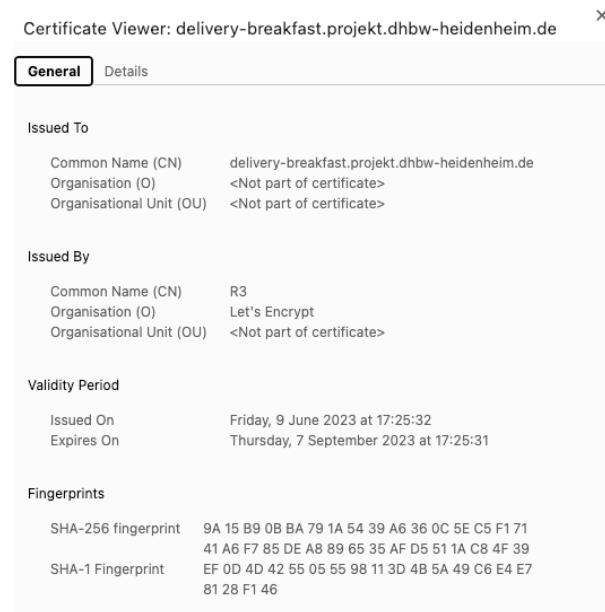 Certificate Viewer: delivery-breakfast.projekt.dhbw-heidenheim.de
General Details
Issued To
Common Name (CN) delivery-breakfast.projekt.dhbw-heidenheim.de
Organisation (O) <Not part of certificate>
Organisational Unit (OU) <Not part of certificate>
Issued By
Common Name (CN) R3
Organisation (O) Let's Encrypt
Organisational Unit (OU) <Not part of certificate>
Validity Period
Issued On Friday, 9 June 2023 at 17:25:32
Expires On Thursday, 7 September 2023 at 17:25:31
Fingerprints
SHA-256 fingerprint 9A 15 B9 0B BA 79 1A 54 39 A6 36 0C 5E C5 F1 71
41 A6 F7 85 DE A8 89 65 35 AF D5 51 1A C8 4F 39
SHA-1 Fingerprint EF 0D 4D 42 55 05 55 98 11 3D 4B 5A 49 C6 E4 E7
81 28 F1 46